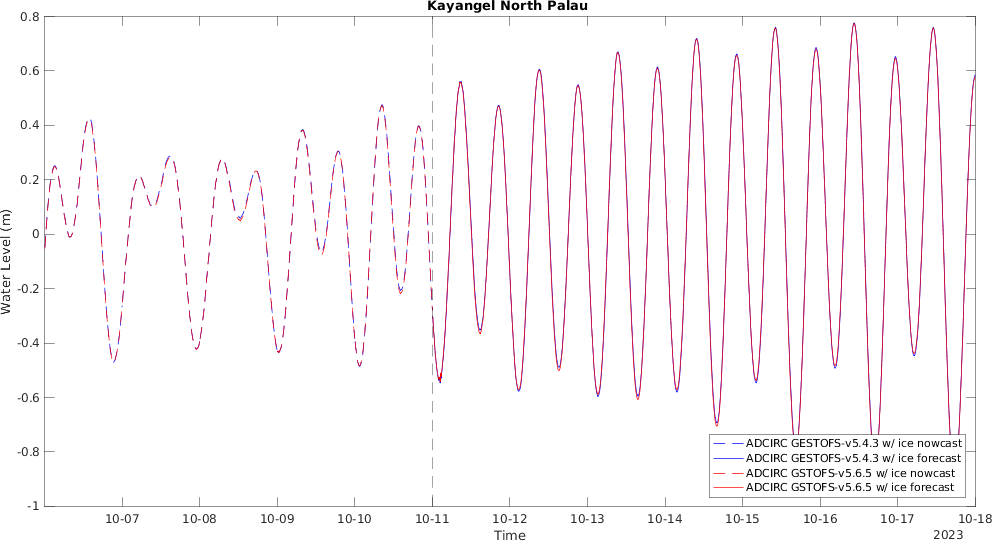 Kayangel North Palau
Water Level (m)
0.8
0.6
0.4
0.2
0
-0.2
-0.4
-0.6
-0.8
-1
ADCIRC GESTOFS-v5.4.3 w/ ice nowcast
ADCIRC GESTOFS-v5.4.3 w/ ice forecast
ADCIRC GSTOFS-v5.6.5 w/ ice nowcast
ADCIRC GSTOFS-v5.6.5 w/ ice forecast
10-07 10-08 10-09 10-10 10-11 10-12 10-13 10-14 10-15 10-16 10-17 10-18
Time
2023